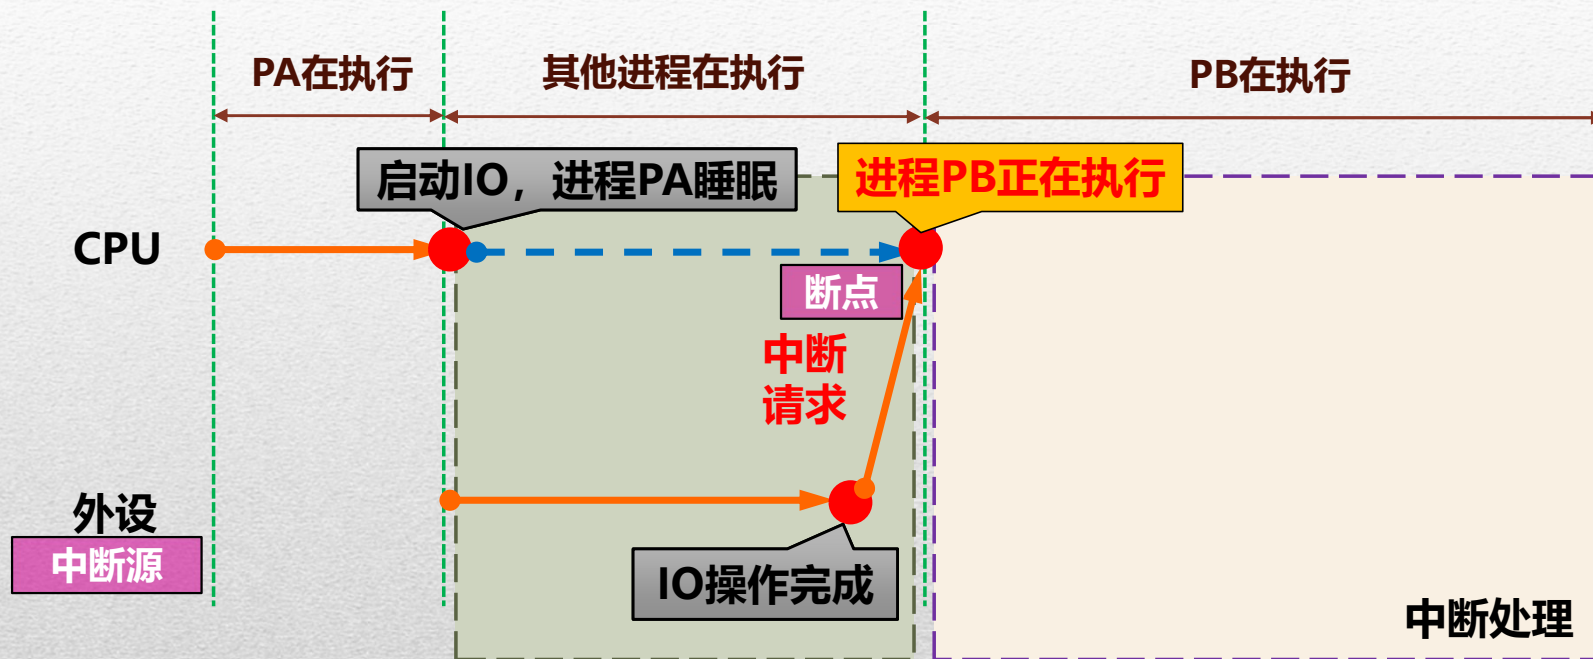 PA在执行
其他进程在执行
PB在执行
启动IO，进程PA睡眠
进程PB正在执行
CPU
断点
中断
请求
外设
中断源
IO操作完成
中断处理